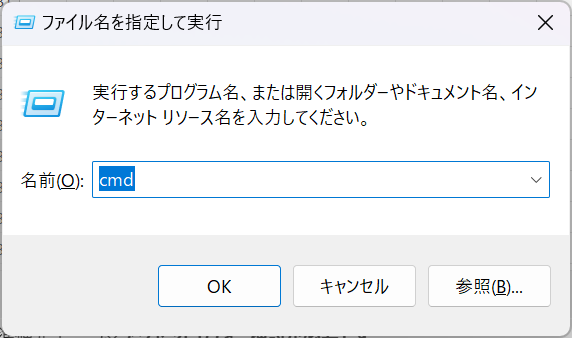 ファイル名を指定して実行
実行するプログラム名、または開くフォルダーやドキュメント名、イン
ターネット リソース名を入力してください。
名前(O):
cmd
OK
キャンセル
参照(B)...